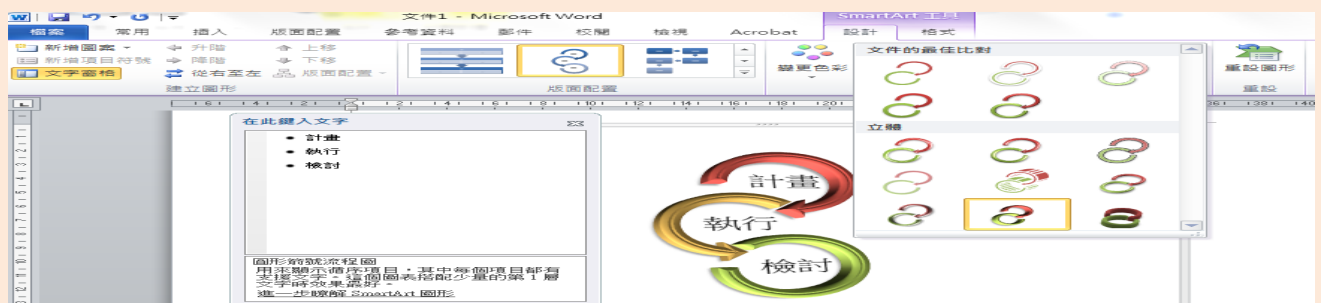 文件1 - Microsoft Word
SmartArt 工具
檔案 常用 插入 版面配置 參考資料 郵件 校閱 檢視 Acrobat 設計 格式
新增圖案 升階 上移
新增項目符號 降階 下移
文字窗格 從右至左 版面配置
建立圖形 版面配置
變更色彩
文件的最佳比對
立體
重設圖形
重設
在此鍵入文字
計畫
執行
檢討
圖形箭號流程圖
用來顯示循序項目，其中每個項目都有
支援文字。這個圖表搭配少量的第 1 層
文字時效果最好。
進一步瞭解 SmartArt 圖形
計畫
執行
檢討